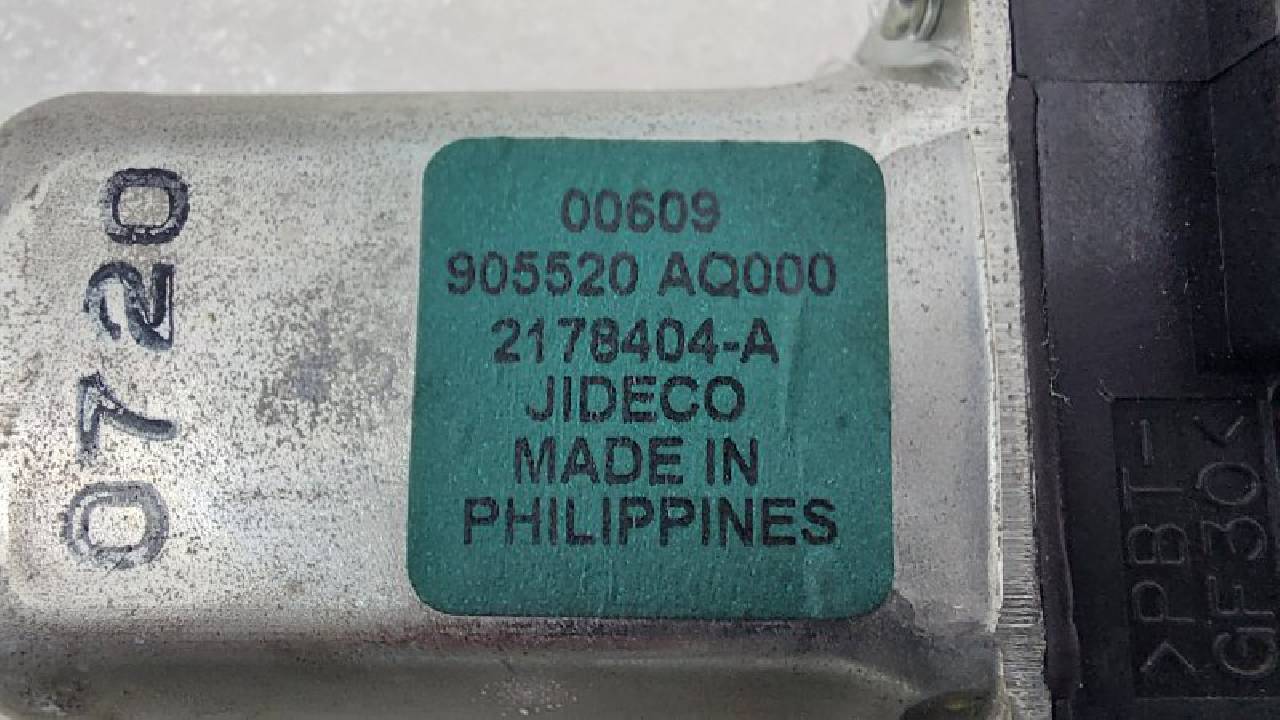 0720
00609
905520 AQ000
2178404-A
JIDECO
MADE IN
PHILIPPINES
>PBT-
GF30<